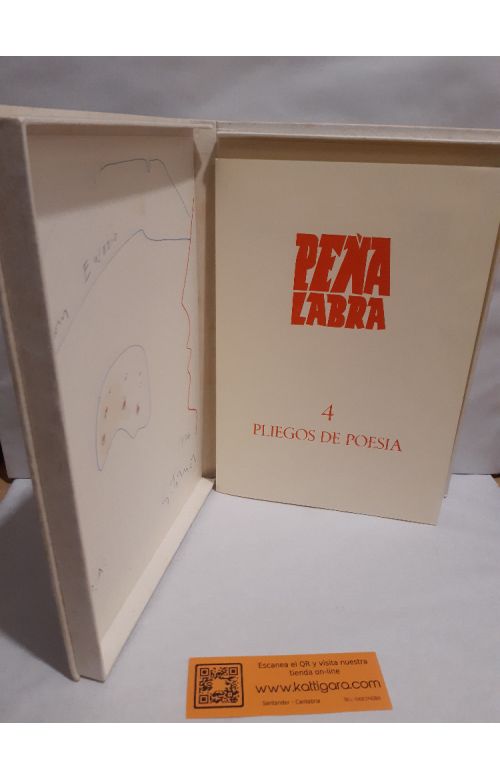 PEÑA
LABRA
4
PLIEGOS DE POESIA
Escanea el QR y visita nuestra
tienda on-line
www.kattigara.com
Santander - Cantabria